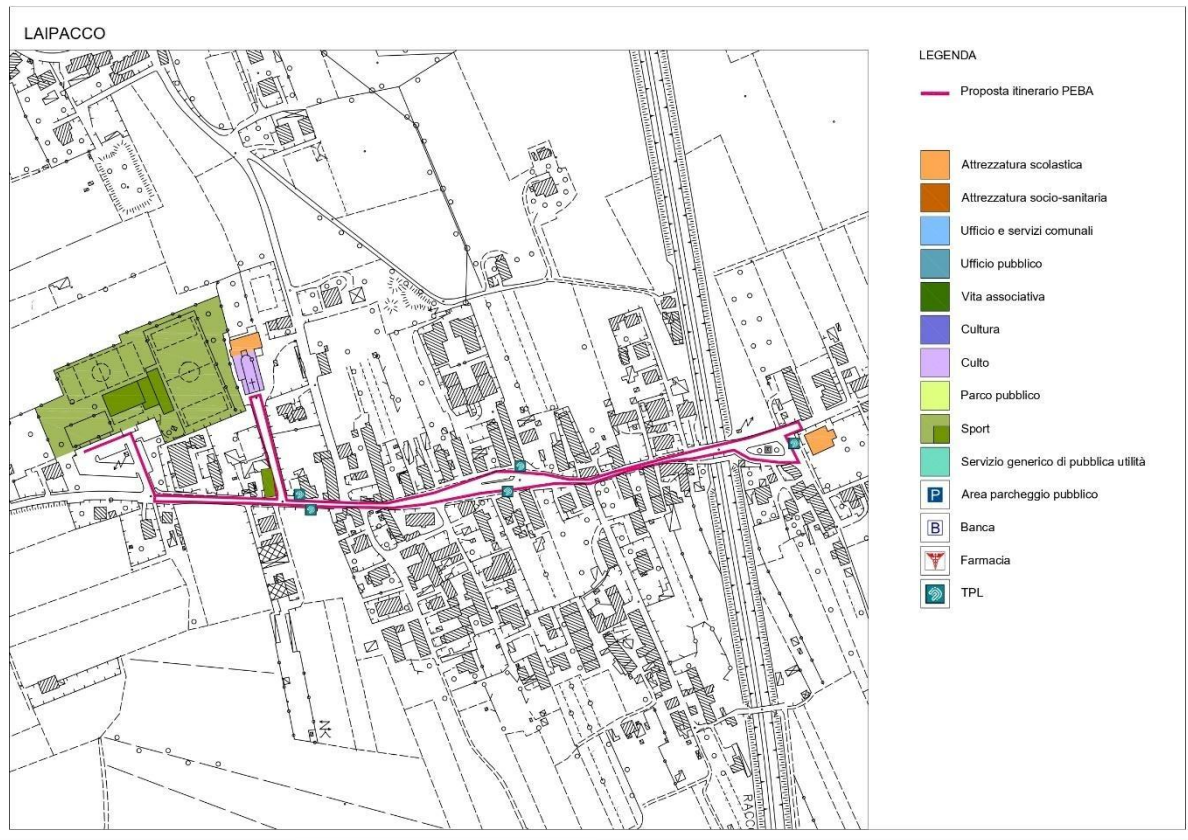 LAIPACCO
LEGENDA
Proposta itinerario PEBA
Attrezzatura scolastica
Attrezzatura socio-sanitaria
Ufficio e servizi comunali
Ufficio pubblico
Vita associativa
Cultura
Culto
Parco pubblico
Sport
Servizio generico di pubblica utilità
P Area parcheggio pubblico
B Banca
Farmacia
TPL
RACCO